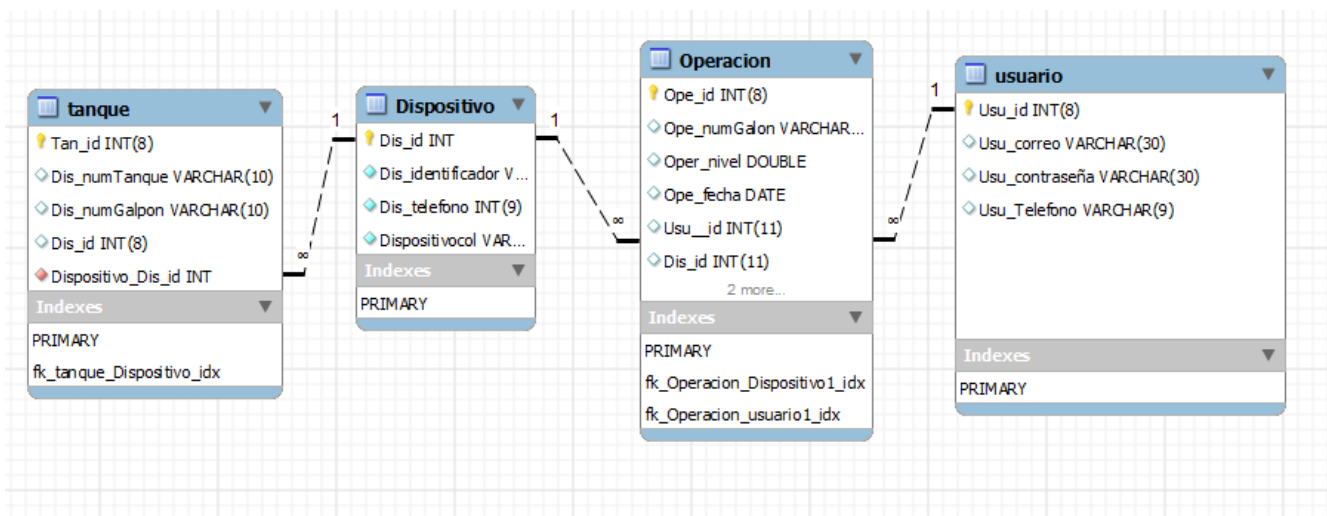 tanque
Tan_id INT(8)
Dis_numTanque VARCHAR(10)
Dis_numGalpon VARCHAR(10)
Dis_id INT(8)
Dispositivo_Dis_id INT
Indexes
PRIMARY
fk_tanque_Dispositivo_idx
1
∞
Dispositivo
Dis_id INT
Dis_identificador V...
Dis_telefono INT(9)
Dispositivocol VAR...
Indexes
PRIMARY
1
∞
Operacion
Ope_id INT(8)
Ope_numGalon VARCHAR...
Oper_nivel DOUBLE
Ope_fecha DATE
Usu__id INT(11)
Dis_id INT(11)
2 more...
Indexes
PRIMARY
fk_Operacion_Dispositivo1_idx
fk_Operacion_usuario1_idx
1
∞
usuario
Usu_id INT(8)
Usu_correo VARCHAR(30)
Usu_contraseña VARCHAR(30)
Usu_Telefono VARCHAR(9)
Indexes
PRIMARY